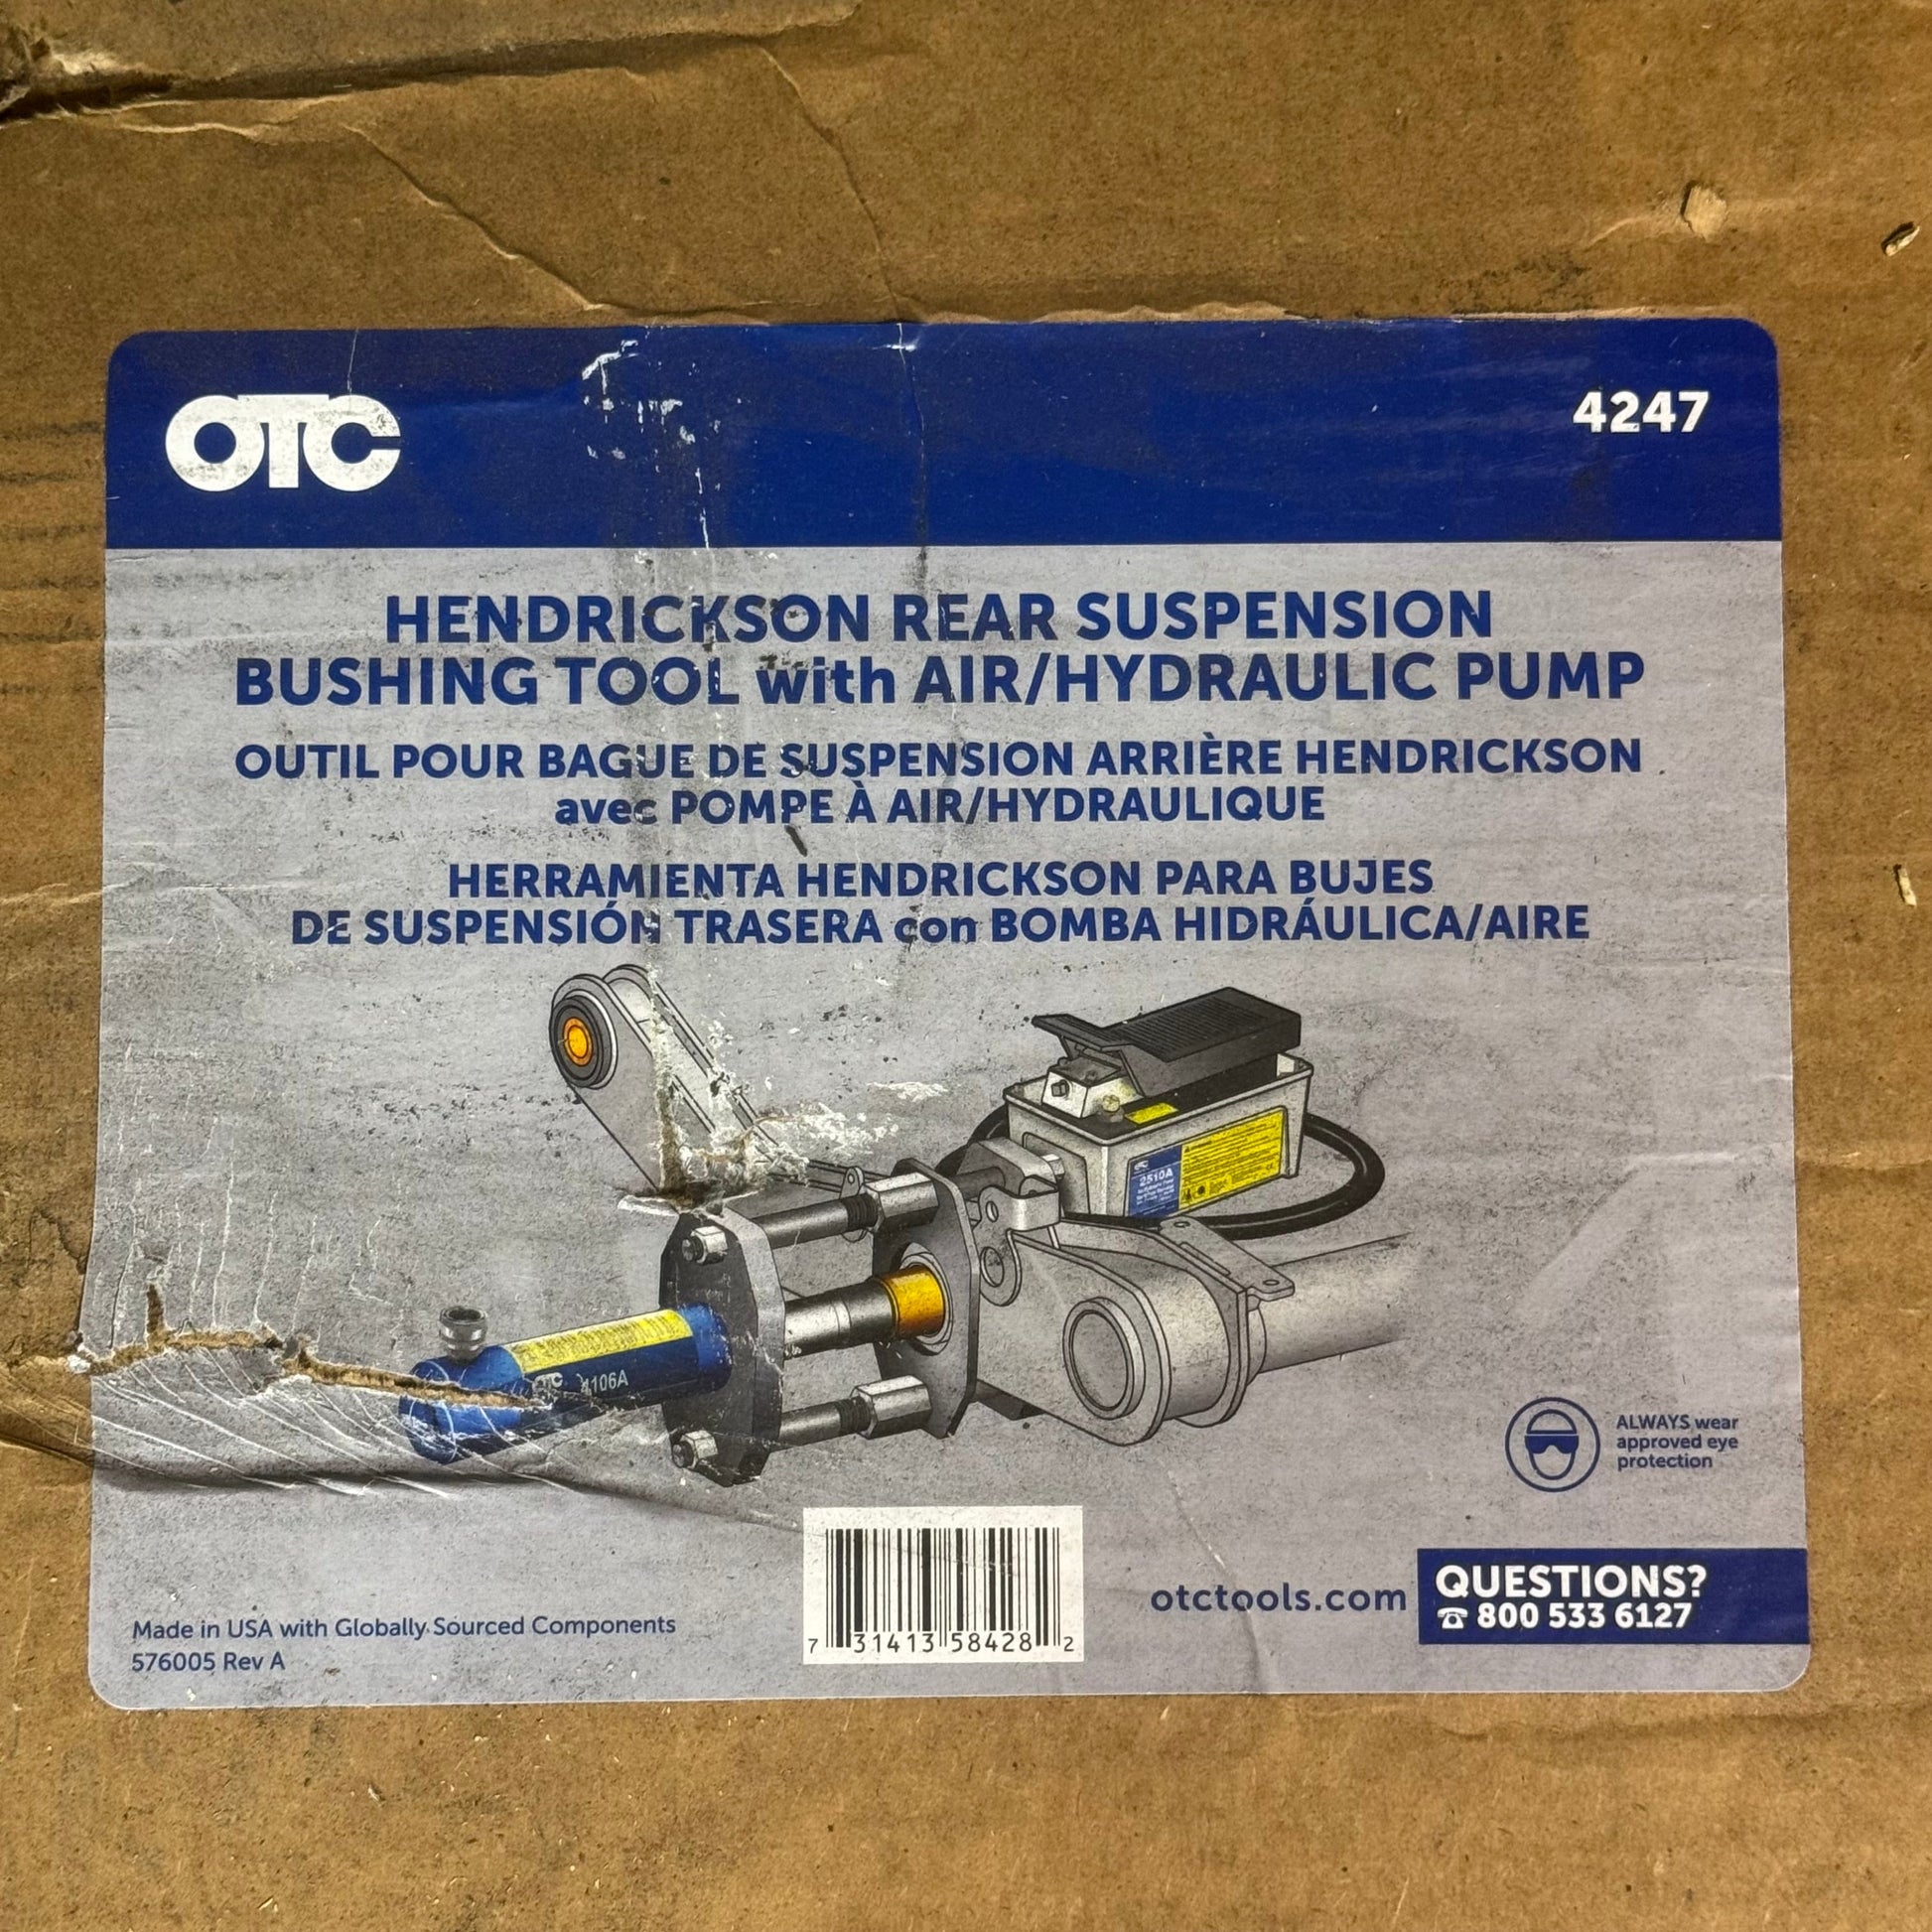 OTC
4247
HENDRICKSON REAR SUSPENSION
BUSHING TOOL with AIR/HYDRAULIC PUMP
OUTIL POUR BAGUE DE SUSPENSION ARRIÈRE HENDRICKSON
avec POMPE À AIR/HYDRAULIQUE
HERRAMIENTA HENDRICKSON PARA BUJES
DE SUSPENSIÓN TRASERA con BOMBA HIDRÁULICA/AIRE
2510A
OTC 4106A
ALWAYS wear
approved eye
protection
Made in USA with Globally Sourced Components
576005 Rev A
7 31413 58428 2
otctools.com
QUESTIONS?
800 533 6127